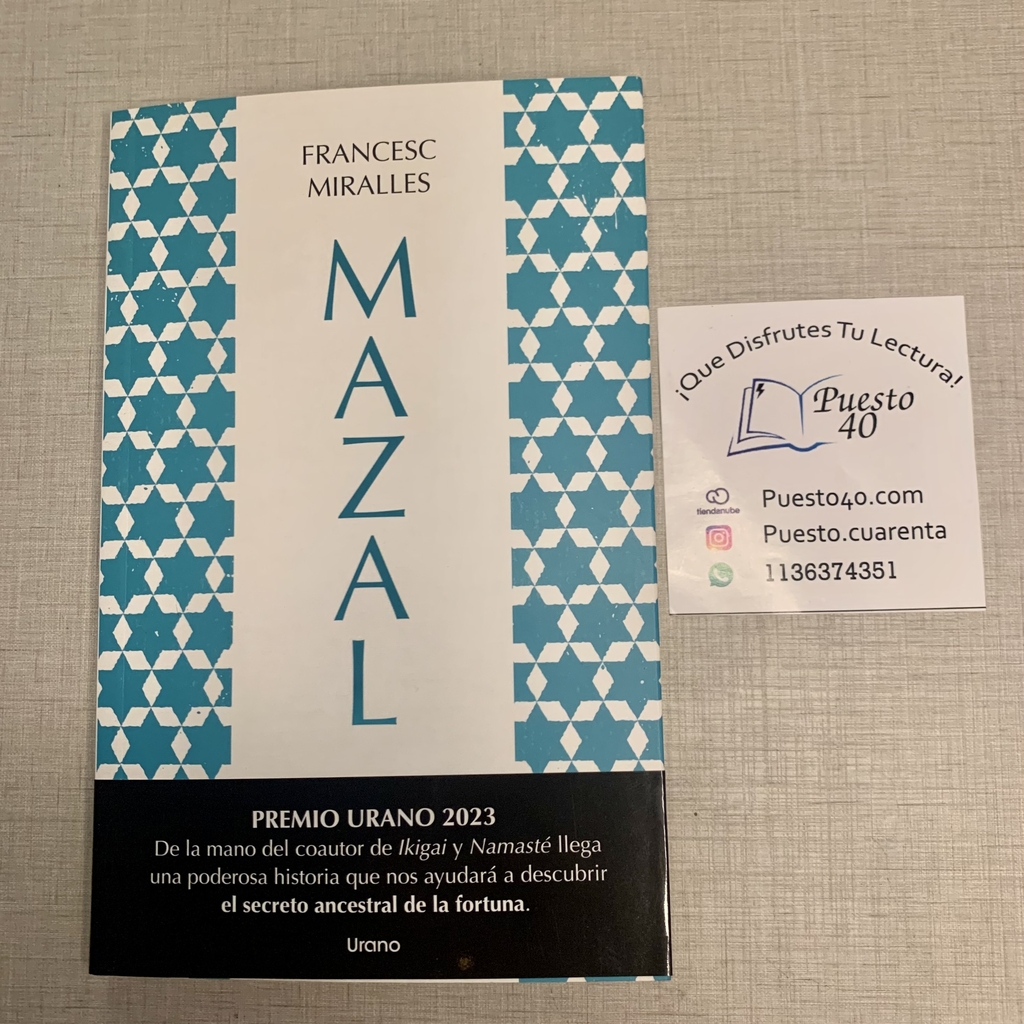 FRANCESC
MIRALLES
MAZAL
PREMIO URANO 2023
De la mano del coautor de Ikigai y Namasté llega
una poderosa historia que nos ayudará a descubrir
el secreto ancestral de la fortuna.
Urano
¡Que Disfrutes Tu Lectura!
Puesto
40
tiendanube
Puesto40.com
Puesto.cuarenta
1136374351